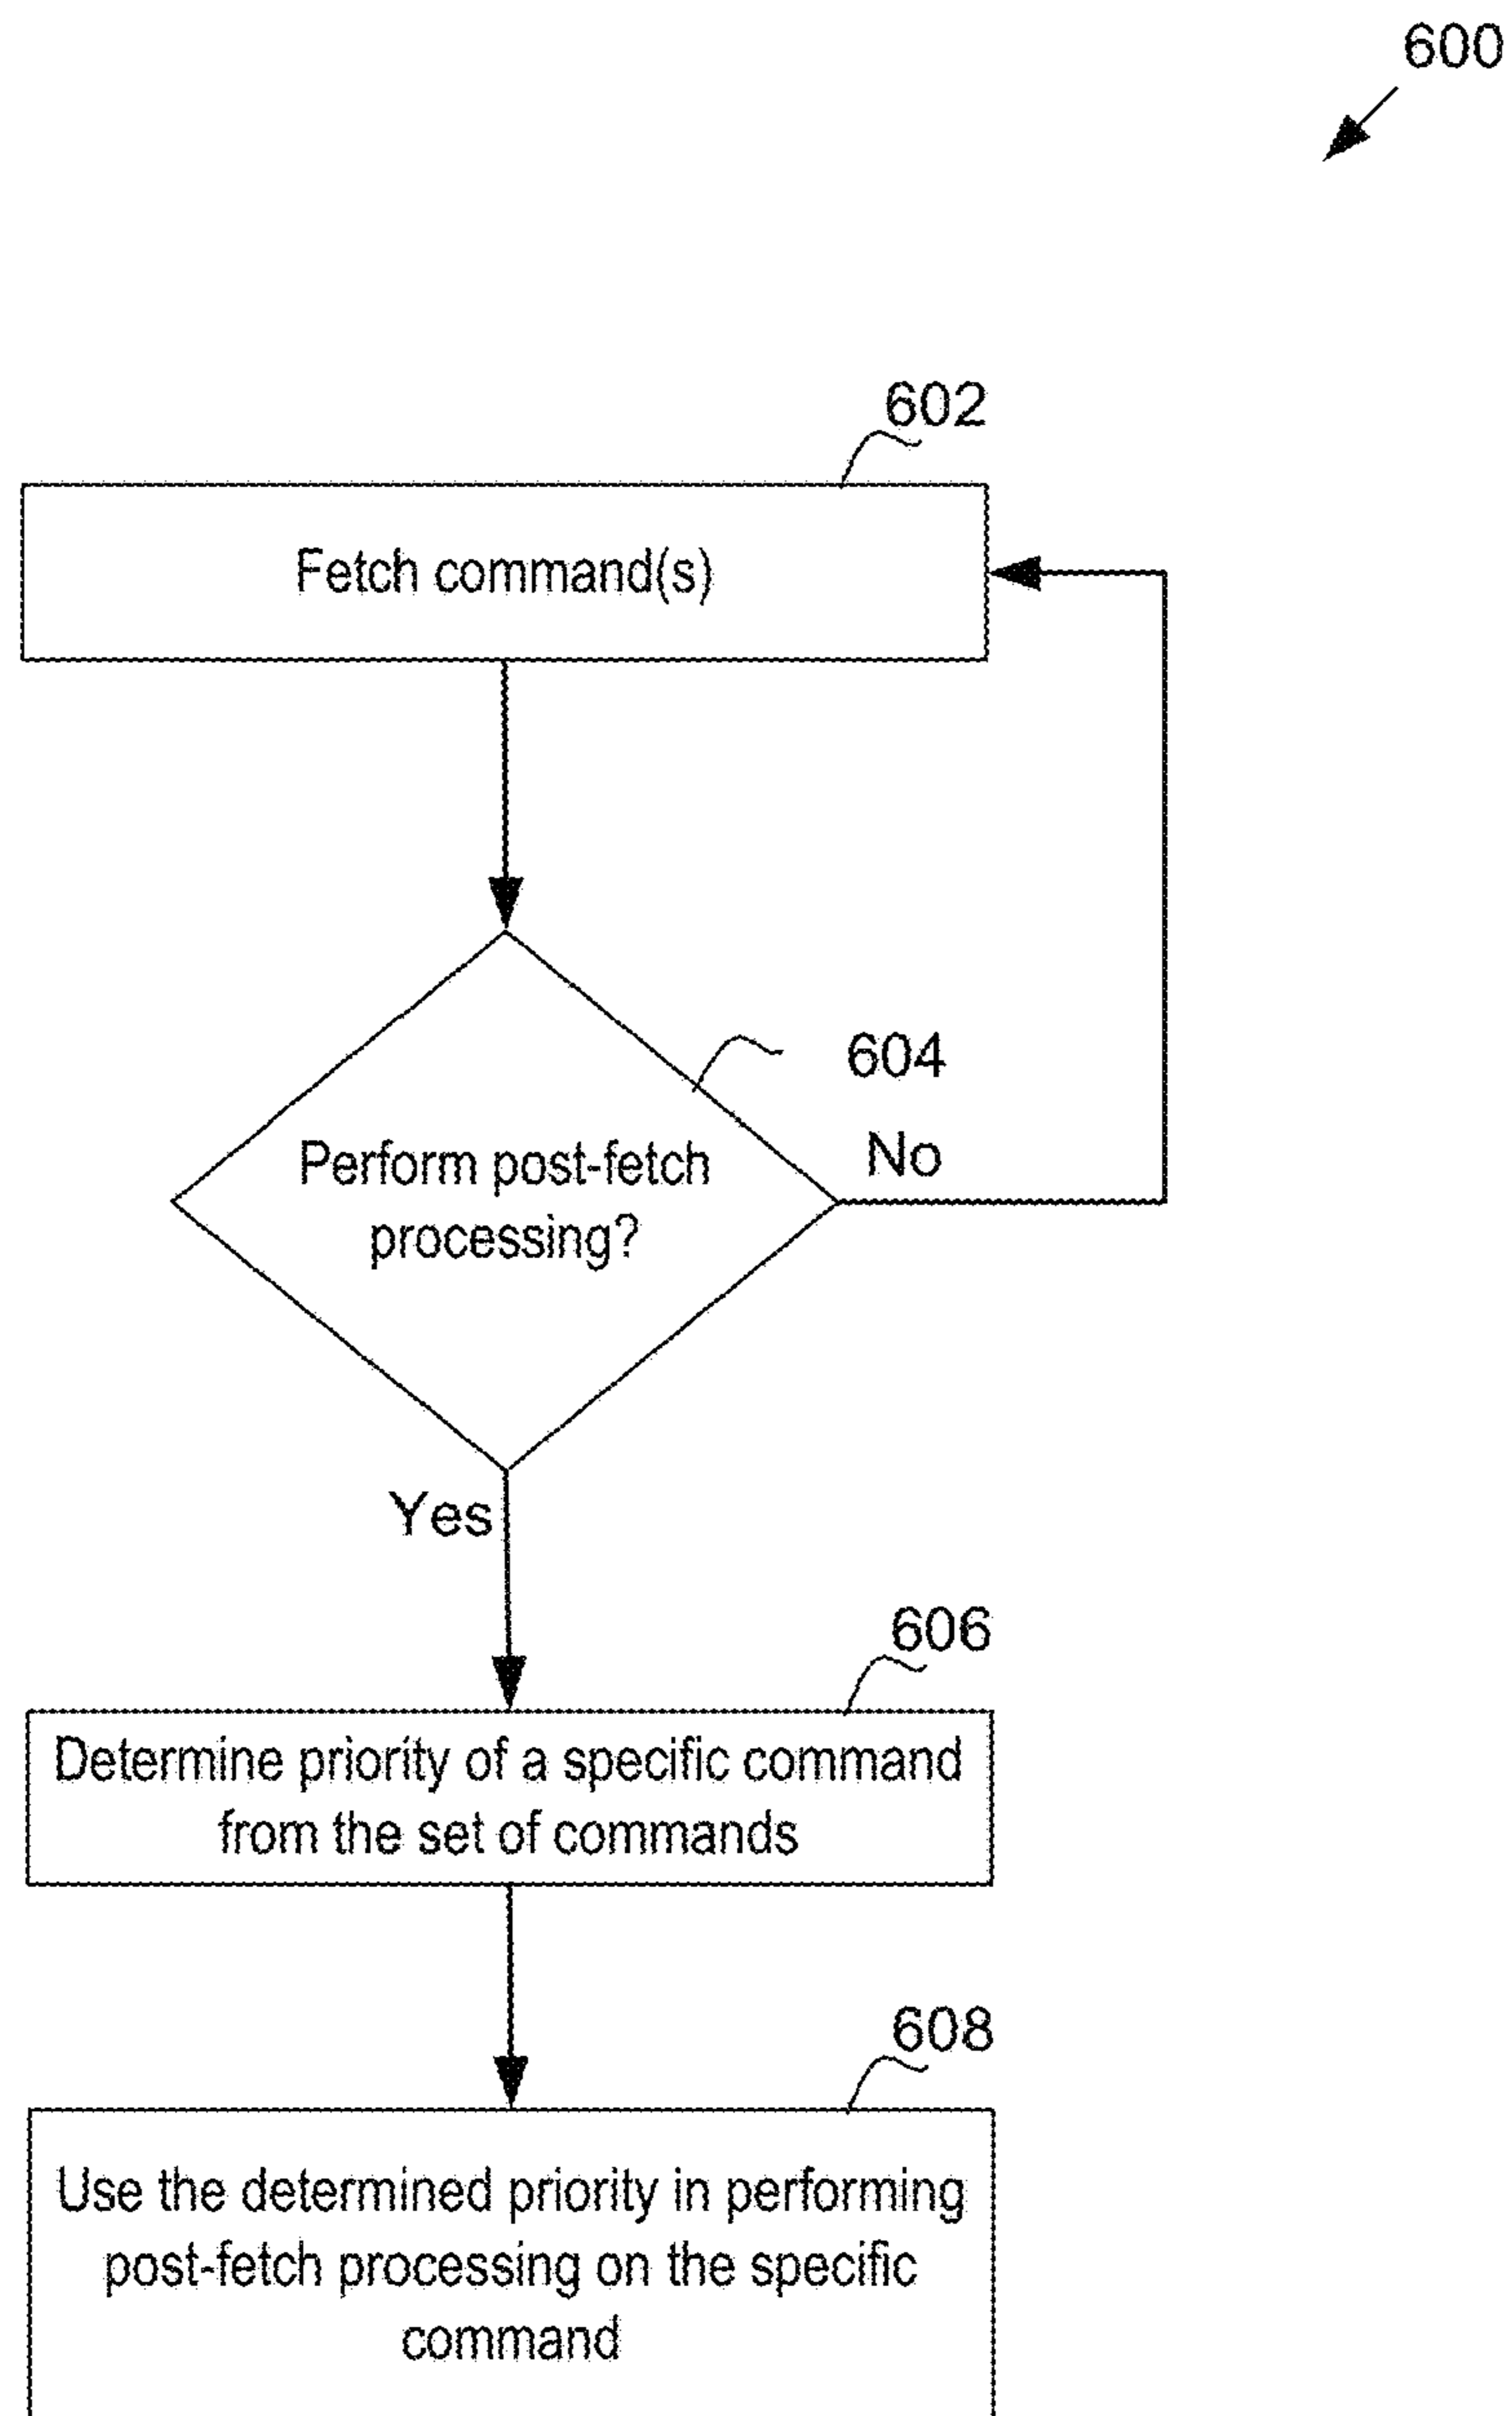 600
602
Fetch command(s)
604
Perform post-fetch
processing?
No
Yes
606
Determine priority of a specific command
from the set of commands
608
Use the determined priority in performing
post-fetch processing on the specific
command